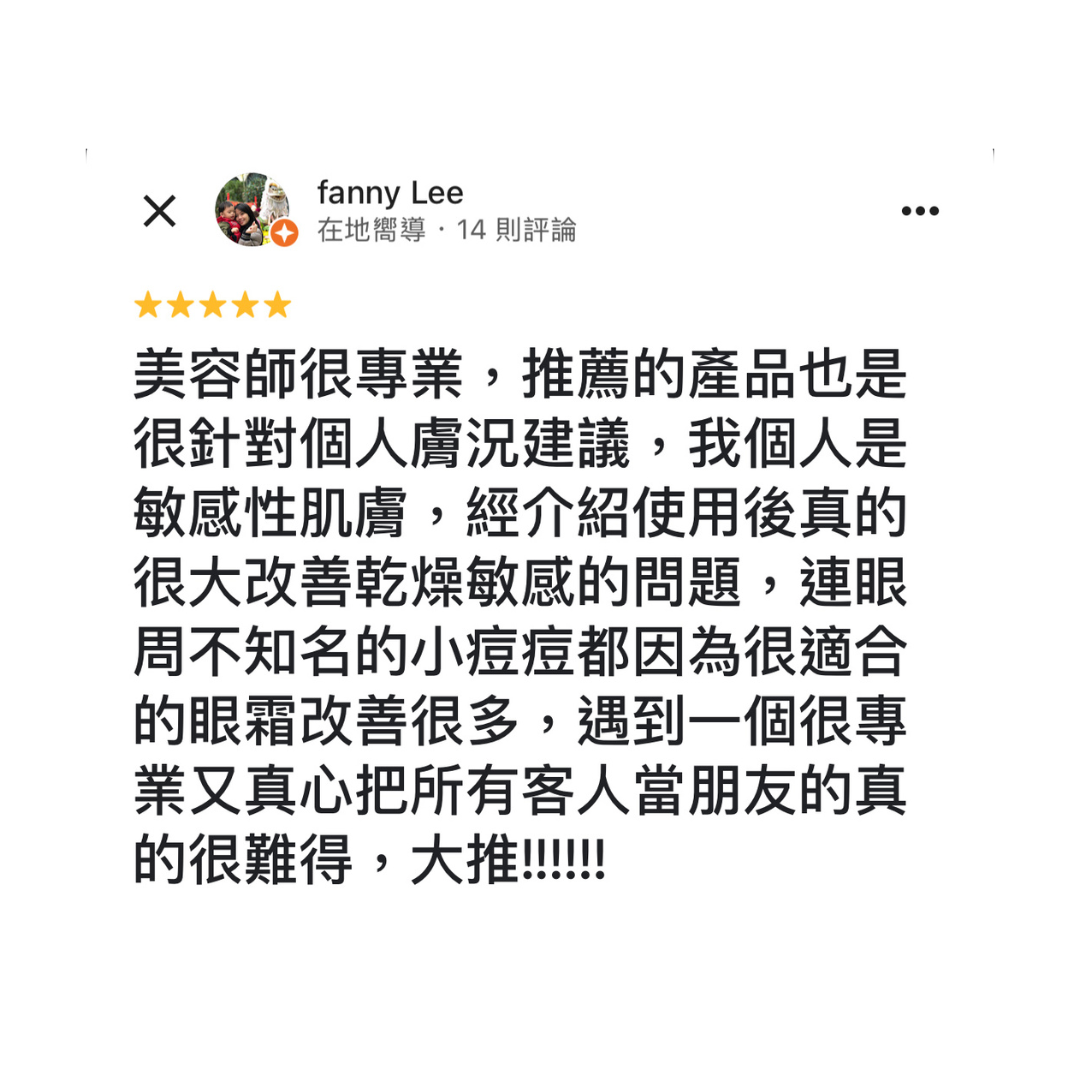 fanny Lee
在地嚮導·14 則評論
美容師很專業，推薦的產品也是
很針對個人膚況建議，我個人是
敏感性肌膚，經介紹使用後真的
很大改善乾燥敏感的問題，連眼
周不知名的小痘痘都因為很適合
的眼霜改善很多，遇到一個很專
業又真心把所有客人當朋友的真
的很難得，大推!!!!!!